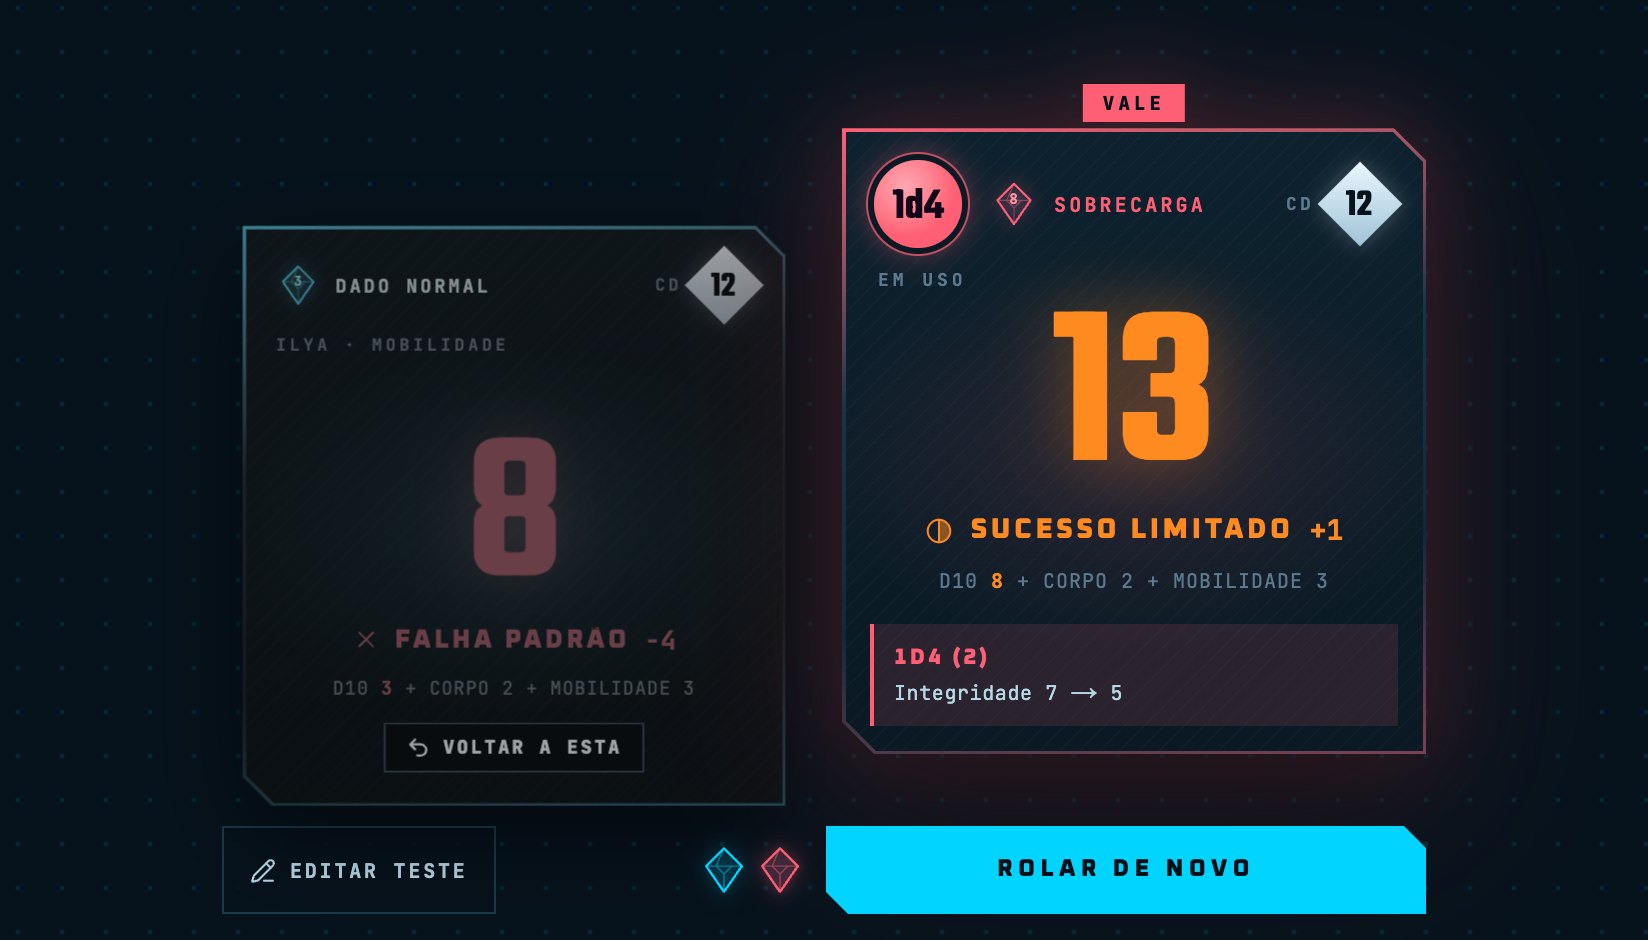 3
DADO NORMAL
CD
12
ILYA · MOBILIDADE
8
× FALHA PADRÃO -4
D10 3 + CORPO 2 + MOBILIDADE 3
VOLTAR A ESTA
VALE
1d4
8
SOBRECARGA
CD
12
EM USO
13
SUCESSO LIMITADO +1
D10 8 + CORPO 2 + MOBILIDADE 3
1D4 (2)
Integridade 7 → 5
EDITAR TESTE
ROLAR DE NOVO